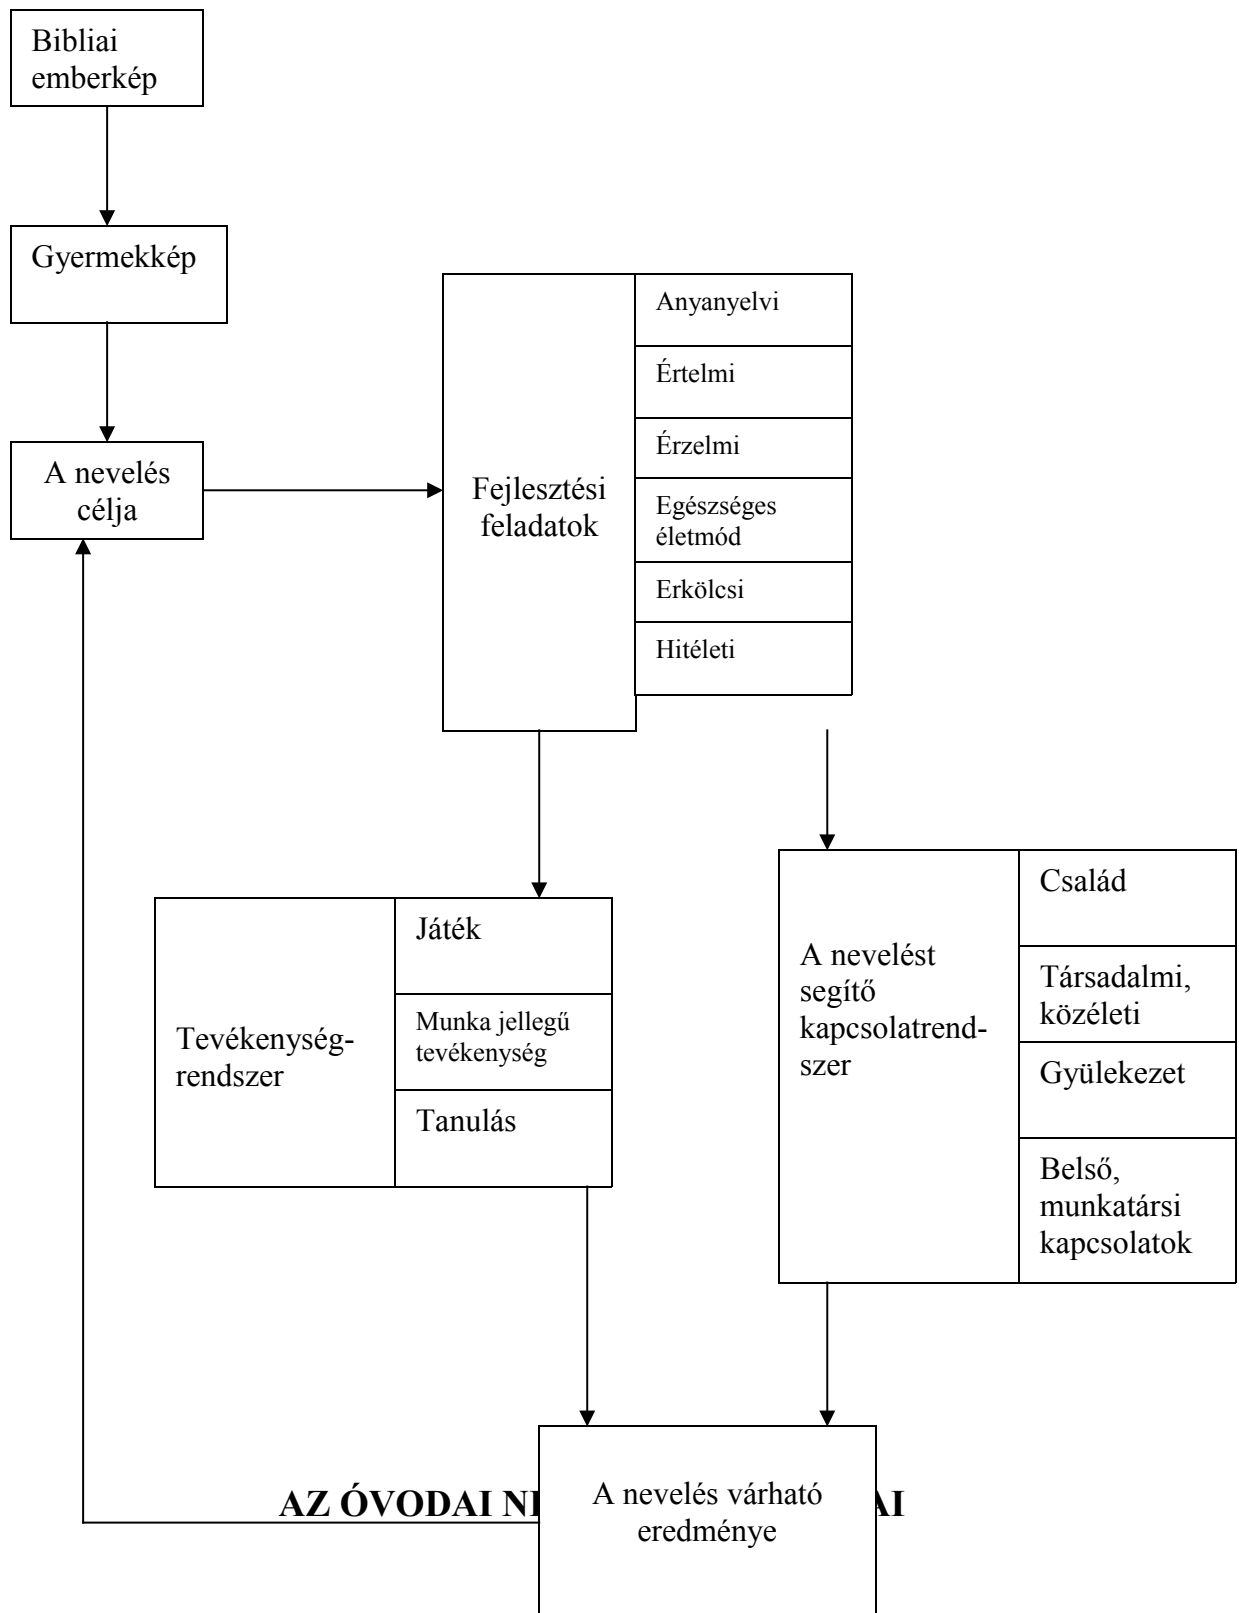 Bibliai
emberkép
Gyermekkép
A nevelés
célja
Fejlesztési
feladatok
Anyanyelvi
Értelmi
Érzelmi
Egészséges
életmód
Erkölcsi
Hitéleti
Tevékenység-
rendszer
Játék
Munka jellegű
tevékenység
Tanulás
A nevelést
segítő
kapcsolatrend-
szer
Család
Társadalmi,
közéleti
Gyülekezet
Belső,
munkatársi
kapcsolatok
AZ ÓVODAI
A nevelés várható
eredménye